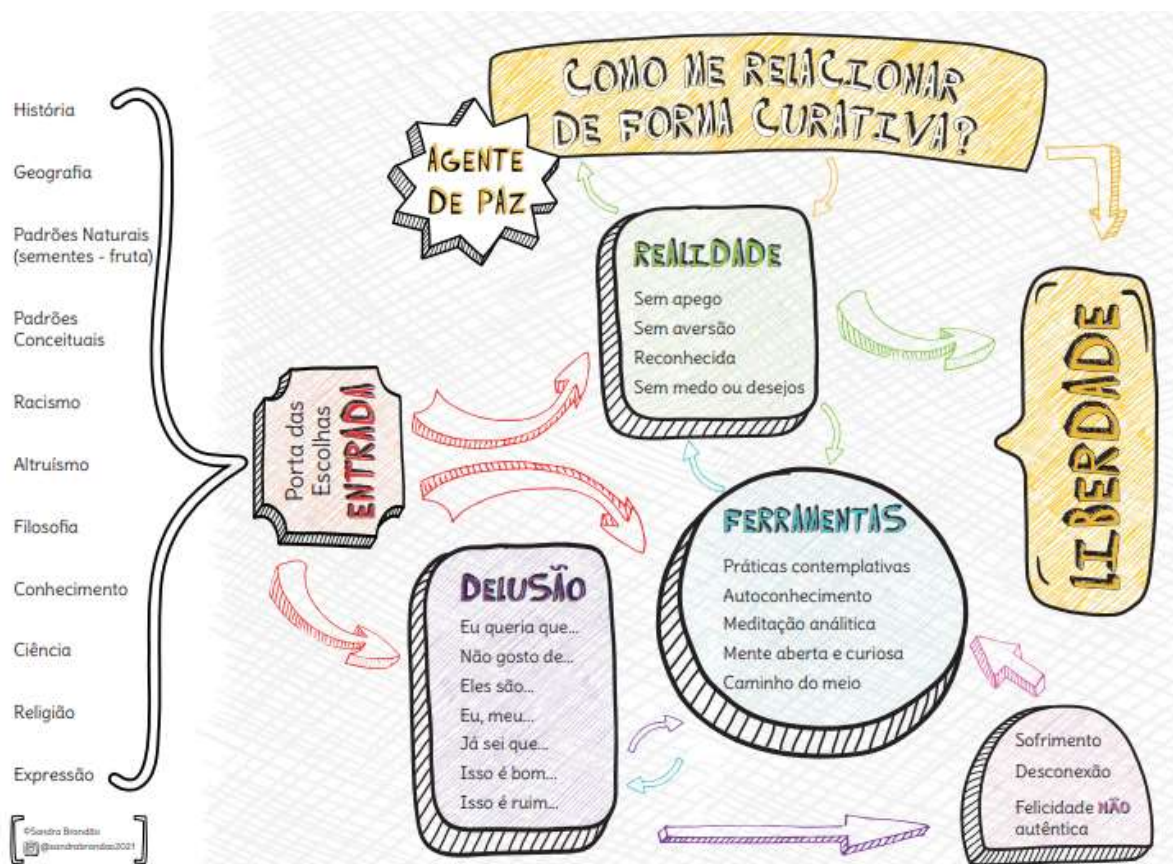 COMO ME RELACIONAR
DE FORMA CURATIVA?
AGENTE
DE PAZ
História
Geografia
Padrões Naturais
(sementes - fruta)
Padrões
Conceituais
Racismo
Altruísmo
Filosofia
Conhecimento
Ciência
Religião
Expressão
Porta das
Escolhas
ENTRADA
REALIDADE
Sem apego
Sem aversão
Reconhecida
Sem medo ou desejos
LIBERDADE
FERRAMENTAS
Práticas contemplativas
Autoconhecimento
Meditação análitica
Mente aberta e curiosa
Caminho do meio
DELUSÃO
Eu queria que...
Não gosto de...
Eles são...
Eu, meu...
Já sei que...
Isso é bom...
Isso é ruim...
Sofrimento
Desconexão
Felicidade NÃO
autêntica
©Sandra Brandão
@sandrabrandao2021